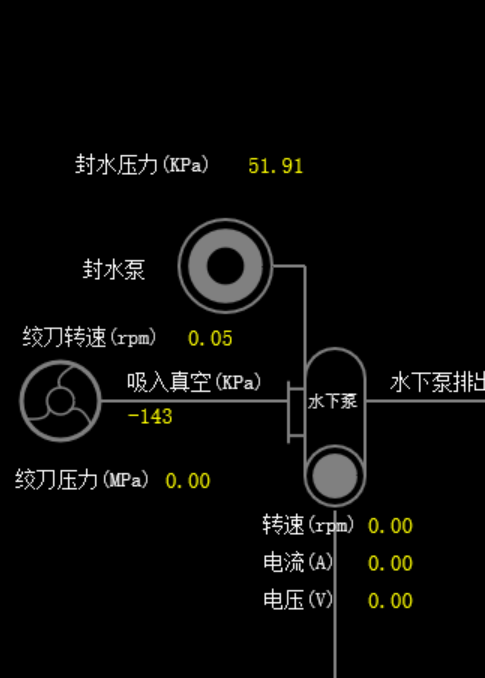 封水压力(KPa) 51.91
封水泵
绞刀转速(rpm) 0.05
吸入真空(KPa)
水下泵排出
水下泵
-143
绞刀压力(MPa) 0.00
转速(rpm) 0.00
电流(A) 0.00
电压(V) 0.00